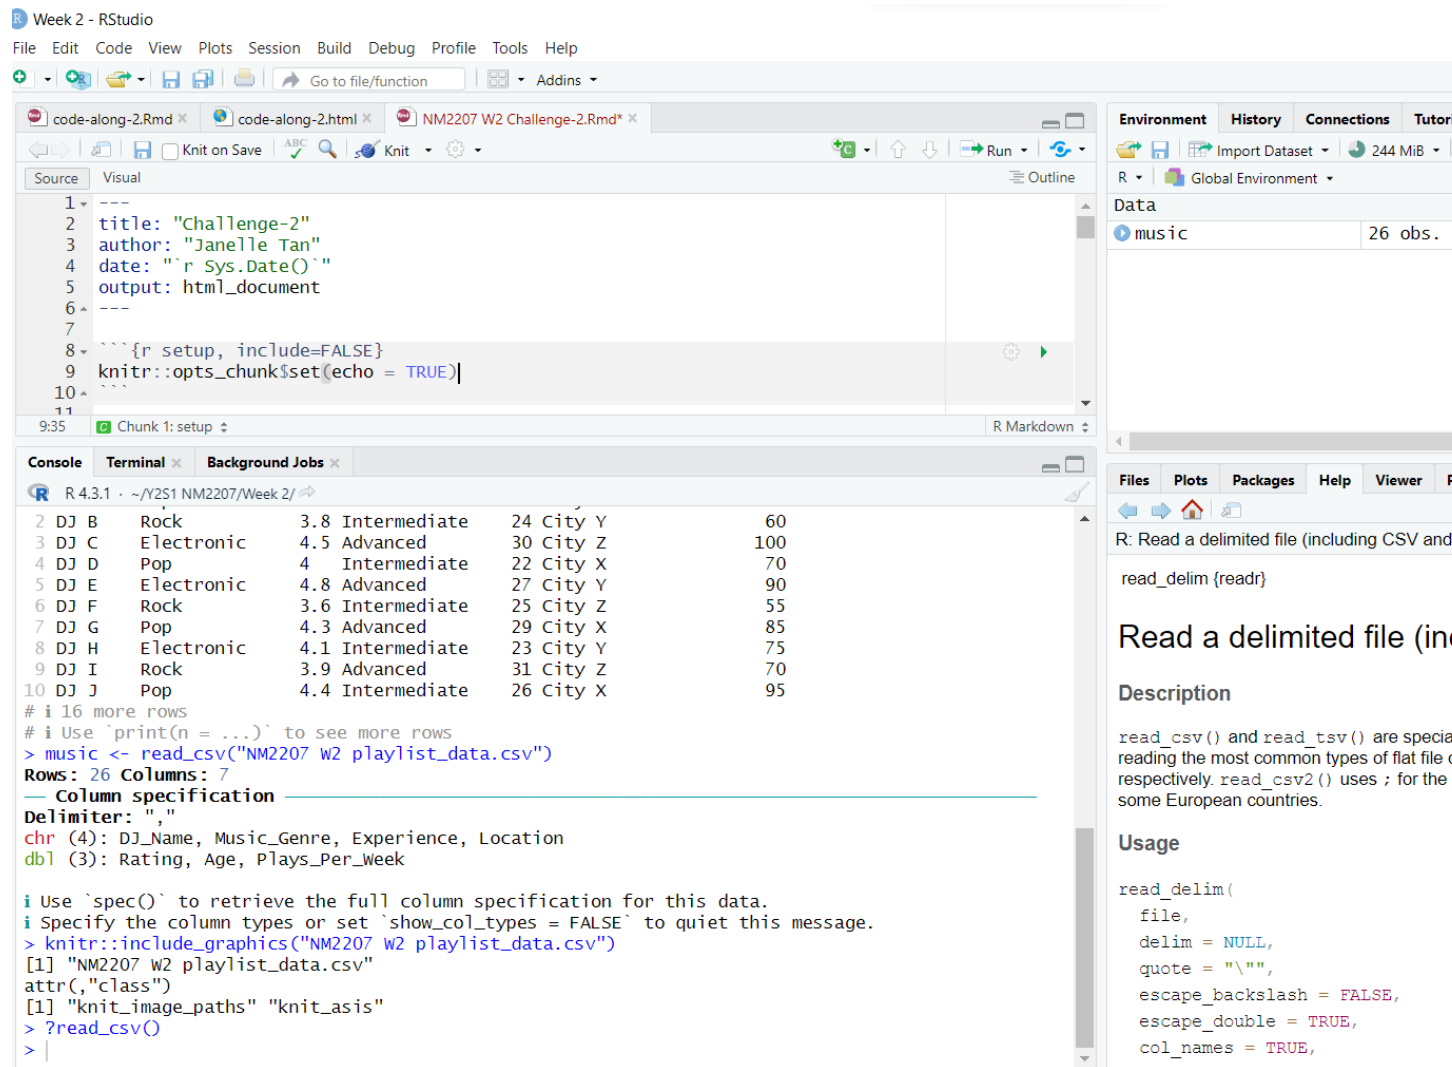 Week 2 - RStudio
File Edit Code View Plots Session Build Debug Profile Tools Help
Go to file/function Addins
code-along-2.Rmd code-along-2.html NM2207 W2 Challenge-2.Rmd*
Knit on Save ABC Knit Run
Source Visual Outline
1 ---
2 title: "Challenge-2"
3 author: "Janelle Tan"
4 date: "`r Sys.Date()`"
5 output: html_document
6 ---
7
8 ```{r setup, include=FALSE}
9 knitr::opts_chunk$set(echo = TRUE)
10 ```
11
9:35 C Chunk 1: setup R Markdown
Console Terminal Background Jobs
R 4.3.1 · ~/Y2S1 NM2207/Week 2/
2 DJ B Rock 3.8 Intermediate 24 City Y 60
3 DJ C Electronic 4.5 Advanced 30 City Z 100
4 DJ D Pop 4 Intermediate 22 City X 70
5 DJ E Electronic 4.8 Advanced 27 City Y 90
6 DJ F Rock 3.6 Intermediate 25 City Z 55
7 DJ G Pop 4.3 Advanced 29 City X 85
8 DJ H Electronic 4.1 Intermediate 23 City Y 75
9 DJ I Rock 3.9 Advanced 31 City Z 70
10 DJ J Pop 4.4 Intermediate 26 City X 95
# ℹ 16 more rows
# ℹ Use `print(n = ...)` to see more rows
> music <- read_csv("NM2207 W2 playlist_data.csv")
Rows: 26 Columns: 7
── Column specification ──
Delimiter: ","
chr (4): DJ_Name, Music_Genre, Experience, Location
dbl (3): Rating, Age, Plays_Per_Week
ℹ Use `spec()` to retrieve the full column specification for this data.
ℹ Specify the column types or set `show_col_types = FALSE` to quiet this message.
> knitr::include_graphics("NM2207 W2 playlist_data.csv")
[1] "NM2207 W2 playlist_data.csv"
attr(,"class")
[1] "knit_image_paths" "knit_asis"
> ?read_csv()
>
Environment History Connections Tutori
Import Dataset 244 MiB
R Global Environment
Data
music 26 obs.
Files Plots Packages Help Viewer
R: Read a delimited file (including CSV and
read_delim {readr}
Read a delimited file (in
Description
read_csv() and read_tsv() are specia
reading the most common types of flat file
respectively. read_csv2() uses ; for the
some European countries.
Usage
read_delim(
file,
delim = NULL,
quote = "\"",
escape_backslash = FALSE,
escape_double = TRUE,
col_names = TRUE,